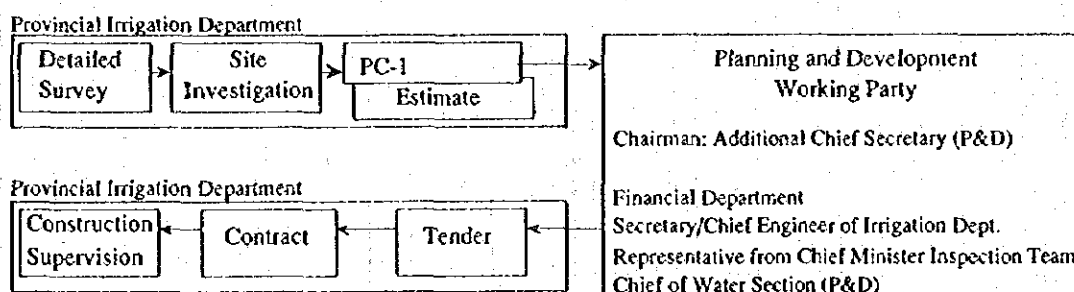 Provincial Irrigation Department
Detailed
Survey
Site
Investigation
PC-1
Estimate
Planning and Development
Working Party
Chairman: Additional Chief Secretary (P&D)
Financial Department
Secretary/Chief Engineer of Irrigation Dept.
Representative from Chief Minister Inspection Team
Chief of Water Section (P&D)
Provincial Irrigation Department
Tender
Contract
Construction
Supervision